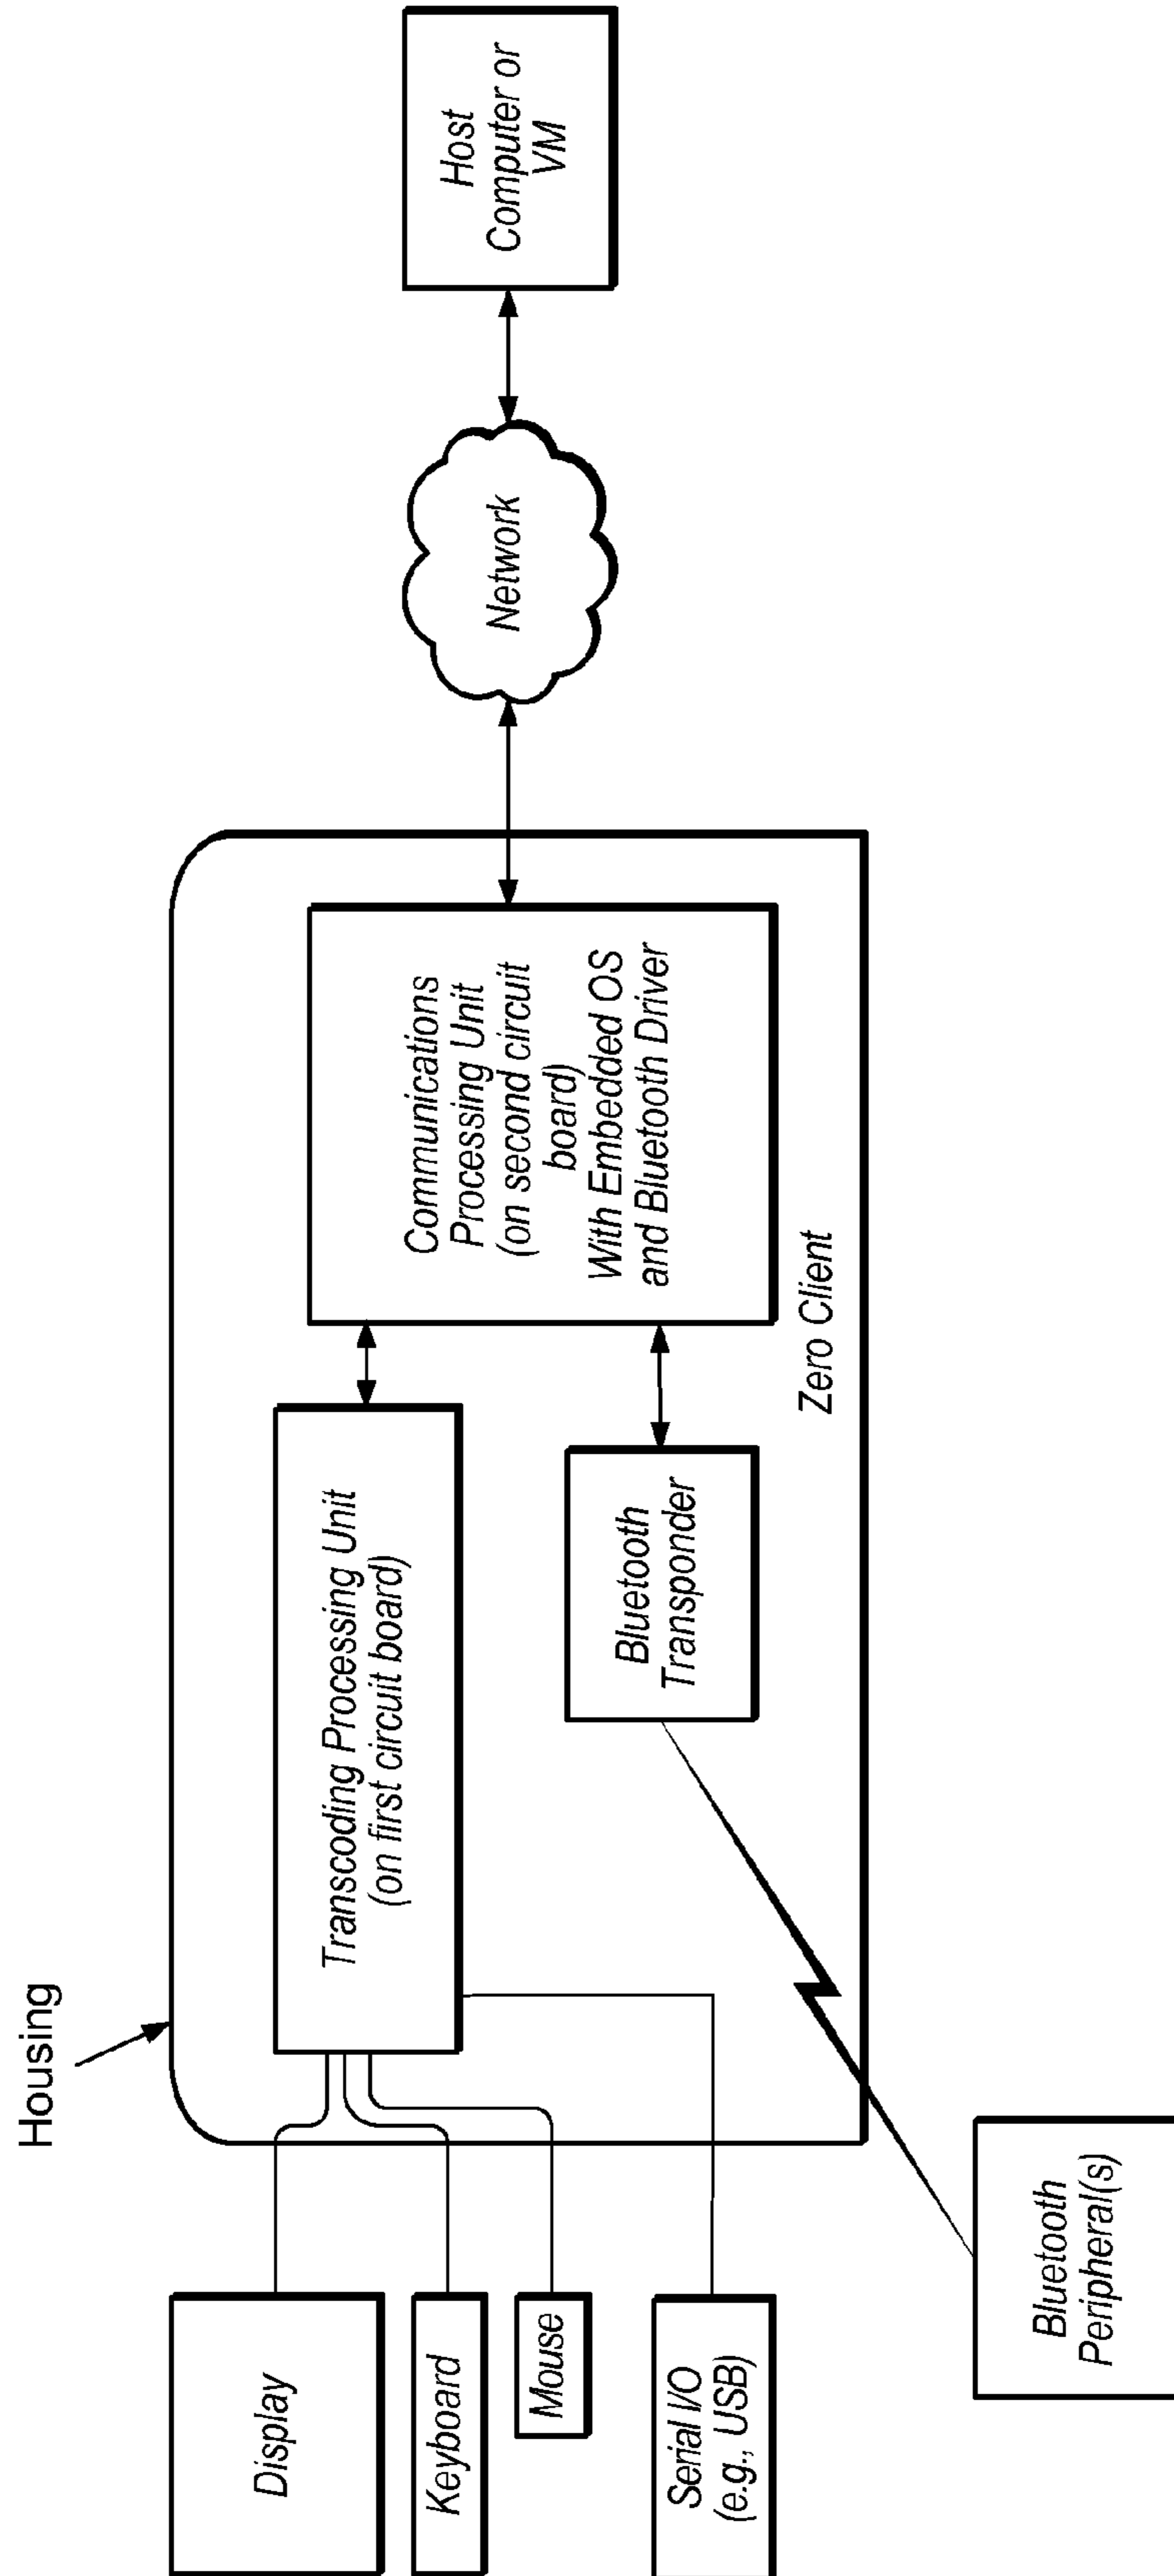 Housing
Display
Keyboard
Mouse
Serial I/O
(e.g., USB)
Bluetooth
Peripheral(s)
Transcoding Processing Unit
(on first circuit board)
Bluetooth
Transponder
Communications
Processing Unit
(on second circuit
board)
With Embedded OS
and Bluetooth Driver
Zero Client
Network
Host
Computer or
VM